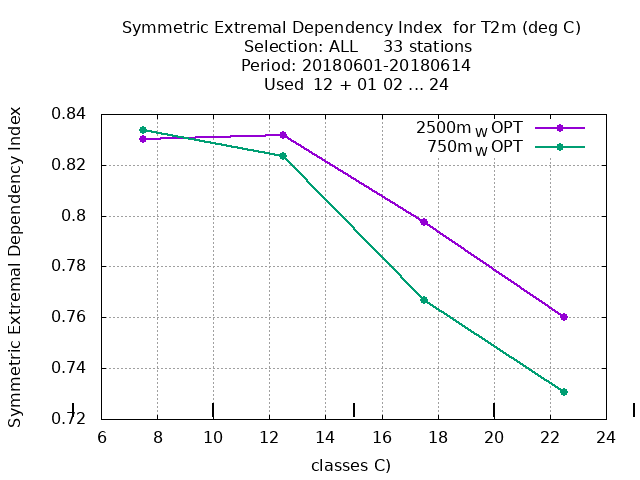 Symmetric Extremal Dependency Index  for T2m (deg C)
Selection: ALL     33 stations
Period: 20180601-20180614
Used  12 + 01 02 ... 24
Symmetric Extremal Dependency Index
0.84
0.82
0.8
0.78
0.76
0.74
0.72
2500m W OPT
750m W OPT
6 8 10 12 14 16 18 20 22 24
classes C)